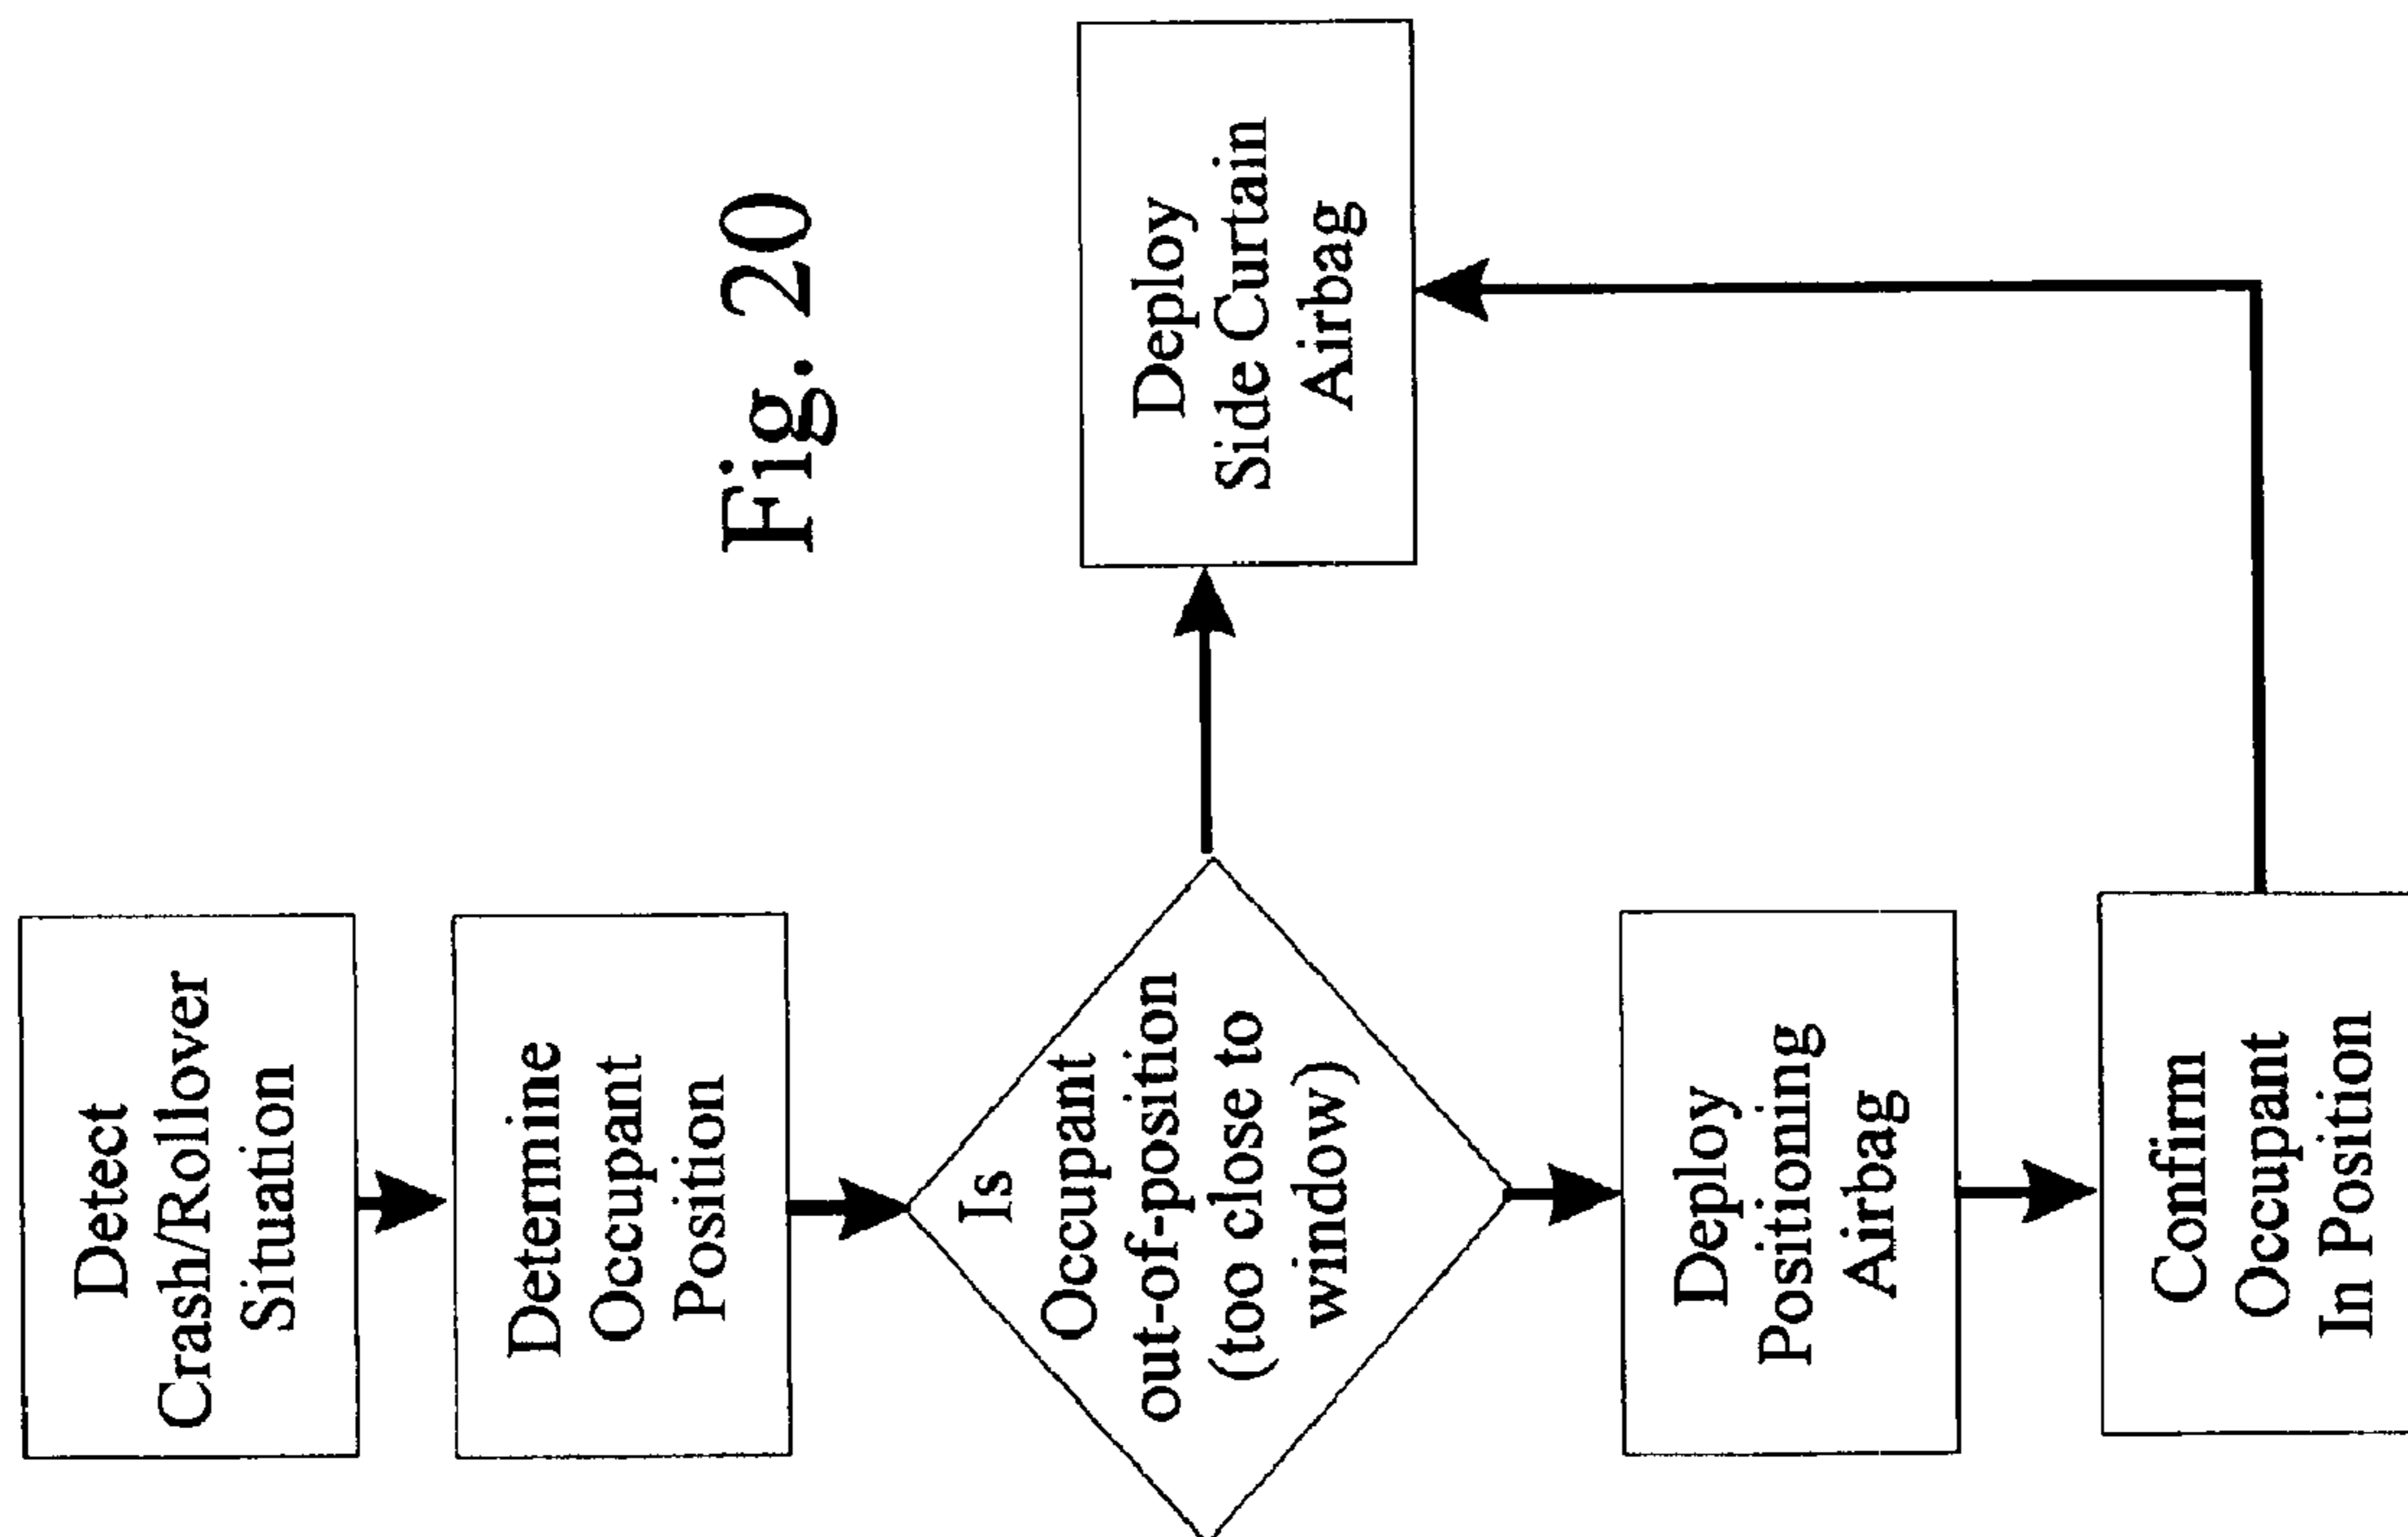 Detect
Crash/Rollover
Situation
Determine
Occupant
Position
Is
Occupant
out-of-position
(too close to
window)
Deploy
Positioning
Airbag
Confirm
Occupant
In Position
Deploy
Side Curtain
Airbag
Fig. 20